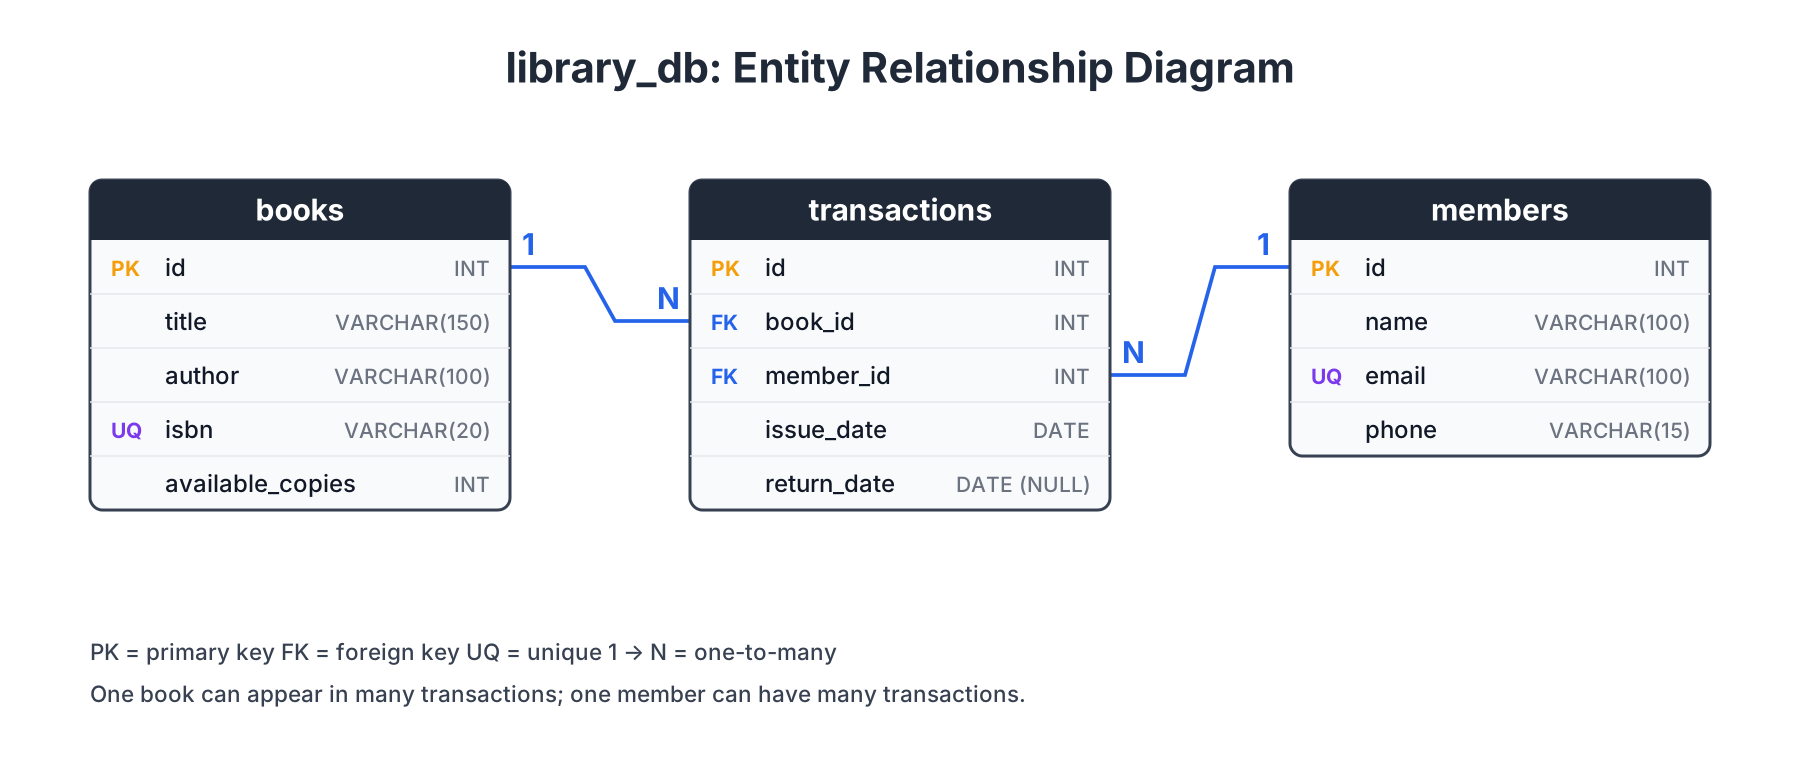 library_db: Entity Relationship Diagram
books
PK id INT
title VARCHAR(150)
author VARCHAR(100)
UQ isbn VARCHAR(20)
available_copies INT
1
N
transactions
PK id INT
FK book_id INT
FK member_id INT
issue_date DATE
return_date DATE (NULL)
N
1
members
PK id INT
name VARCHAR(100)
UQ email VARCHAR(100)
phone VARCHAR(15)
PK = primary key FK = foreign key UQ = unique 1 → N = one-to-many
One book can appear in many transactions; one member can have many transactions.